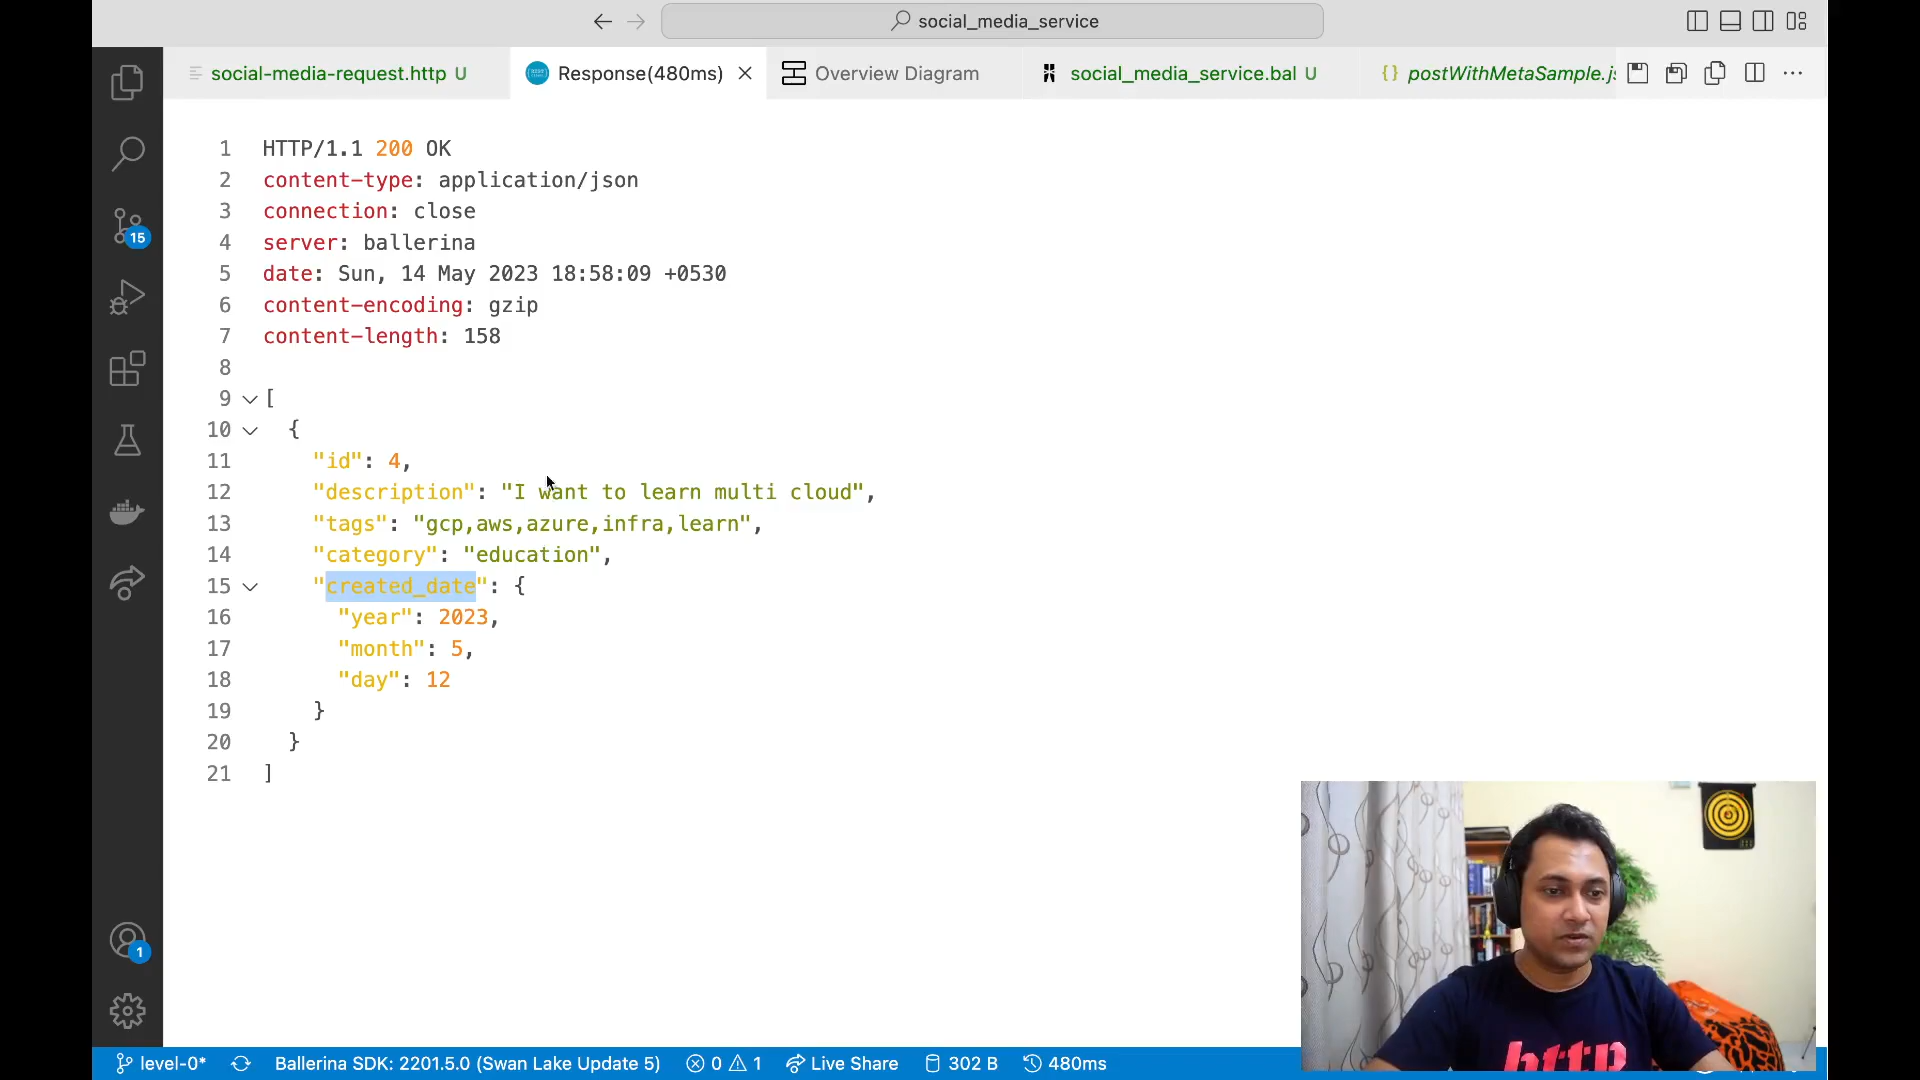 social_media_service
social-media-request.http U
Response(480ms)
Overview Diagram
social_media_service.bal U
{} postWithMetaSample.js
1 HTTP/1.1 200 OK
2 content-type: application/json
3 connection: close
4 server: ballerina
5 date: Sun, 14 May 2023 18:58:09 +0530
6 content-encoding: gzip
7 content-length: 158
8
9 [
10 {
11 "id": 4,
12 "description": "I want to learn multi cloud",
13 "tags": "gcp,aws,azure,infra,learn",
14 "category": "education",
15 "created_date": {
16 "year": 2023,
17 "month": 5,
18 "day": 12
19 }
20 }
21 ]
15
1
http
level-0* Ballerina SDK: 2201.5.0 (Swan Lake Update 5) 0 1 Live Share 302 B 480ms